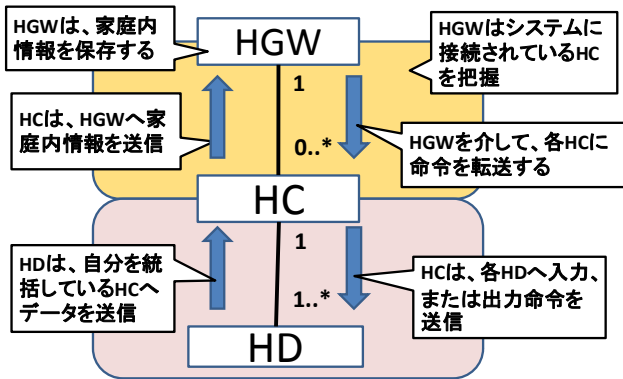 HGWは、家庭内
情報を保存する
HGW
HGWはシステムに
接続されているHC
を把握
1
HCは、HGWへ家
庭内情報を送信
0..*
HGWを介して、各HCに
命令を転送する
HC
1
HDは、自分を統
括しているHCへ
データを送信
HCは、各HDへ入力、
または出力命令を
送信
1..*
HD